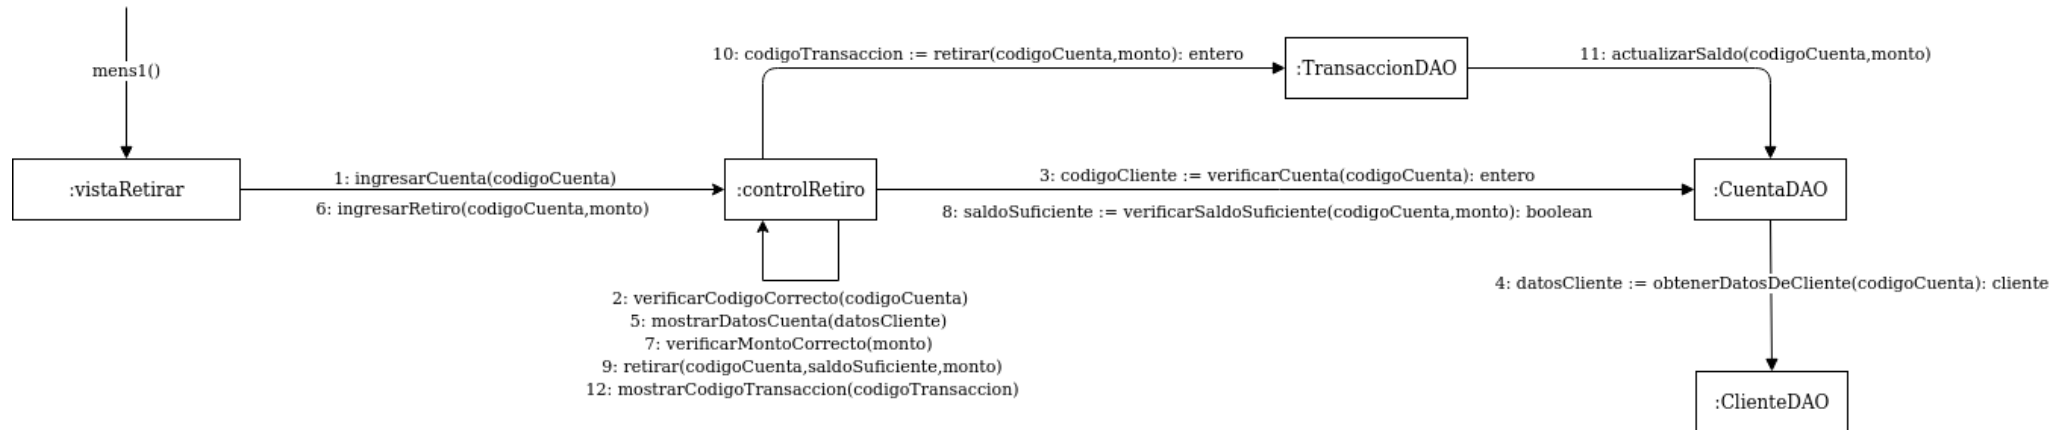 mens1()
:vistaRetirar
1: ingresarCuenta(codigoCuenta)
6: ingresarRetiro(codigoCuenta,monto)
:controlRetiro
2: verificarCodigoCorrecto(codigoCuenta)
5: mostrarDatosCuenta(datosCliente)
7: verificarMontoCorrecto(monto)
9: retirar(codigoCuenta,saldoSuficiente,monto)
12: mostrarCodigoTransaccion(codigoTransaccion)
10: codigoTransaccion := retirar(codigoCuenta,monto): entero
:TransaccionDAO
11: actualizarSaldo(codigoCuenta,monto)
3: codigoCliente := verificarCuenta(codigoCuenta): entero
8: saldoSuficiente := verificarSaldoSuficiente(codigoCuenta,monto): boolean
:CuentaDAO
4: datosCliente := obtenerDatosDeCliente(codigoCuenta): cliente
:ClienteDAO